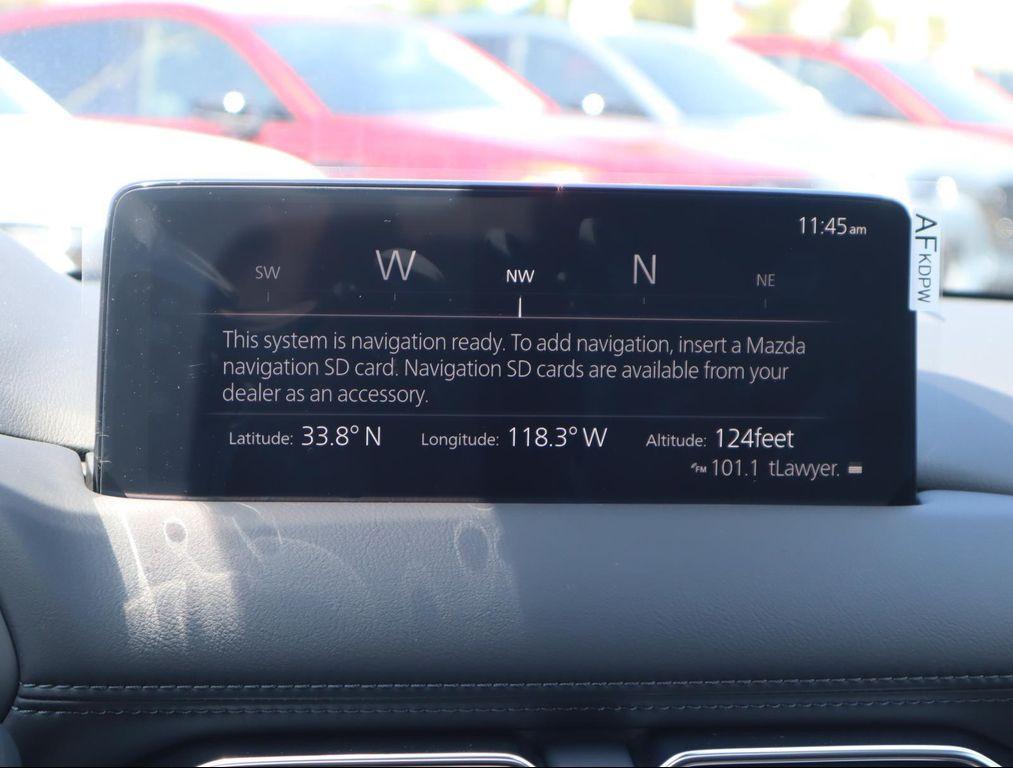 11:45am
SW W NW N NE
This system is navigation ready. To add navigation, insert a Mazda
navigation SD card. Navigation SD cards are available from your
dealer as an accessory.
Latitude: 33.8° N Longitude: 118.3° W Altitude: 124feet
FM 101.1 tLawyer.
AFKDPW